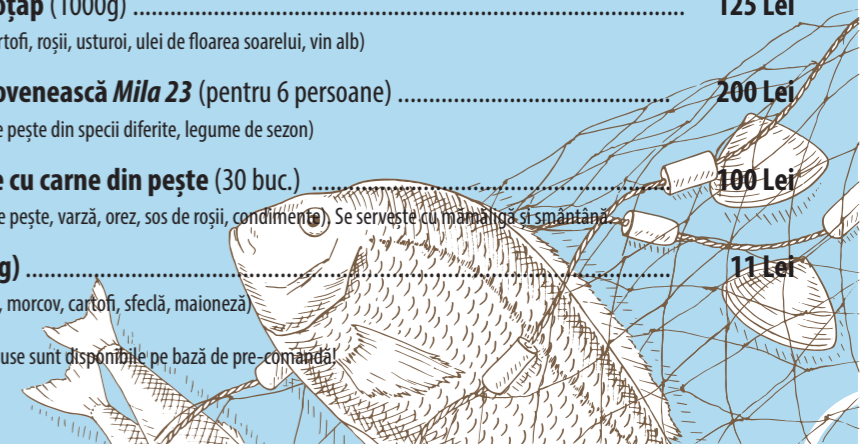 oțap (1000g) ........................................................................................ 125 Lei
rtofi, roșii, usturoi, ulei de floarea soarelui, vin alb)
ovenească Mila 23 (pentru 6 persoane) ........................................... 200 Lei
e pește din specii diferite, legume de sezon)
e cu carne din pește (30 buc.) ......................................................... 100 Lei
e pește, varză, orez, sos de roșii, condimente). Se servește cu mămăligă și smântână.
g) ....................................................................................................... 11 Lei
, morcov, cartofi, sfeclă, maioneză)
use sunt disponibile pe bază de pre-comandă!